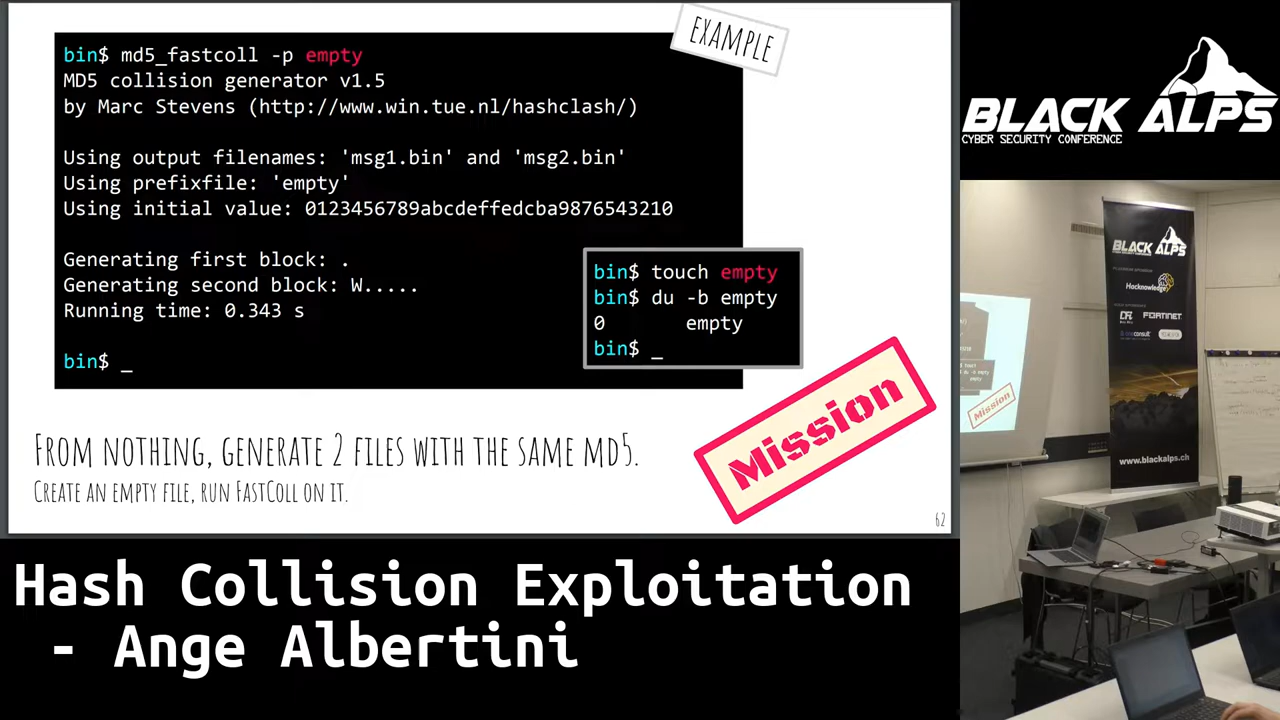 EXAMPLE
bin$ md5_fastcoll -p empty
MD5 collision generator v1.5
by Marc Stevens (http://www.win.tue.nl/hashclash/)
Using output filenames: 'msg1.bin' and 'msg2.bin'
Using prefixfile: 'empty'
Using initial value: 0123456789abcdeffedcba9876543210
Generating first block: .
Generating second block: W.....
Running time: 0.343 s
bin$ _
bin$ touch empty
bin$ du -b empty
0 empty
bin$ _
Mission
FROM NOTHING, GENERATE 2 FILES WITH THE SAME MD5.
CREATE AN EMPTY FILE, RUN FASTCOLL ON IT.
62
Hash Collision Exploitation
- Ange Albertini
BLACK ALPS
CYBER SECURITY CONFERENCE
BLACK ALPS
Hacknowledge
FORTINET
www.blackalps.ch
Mission